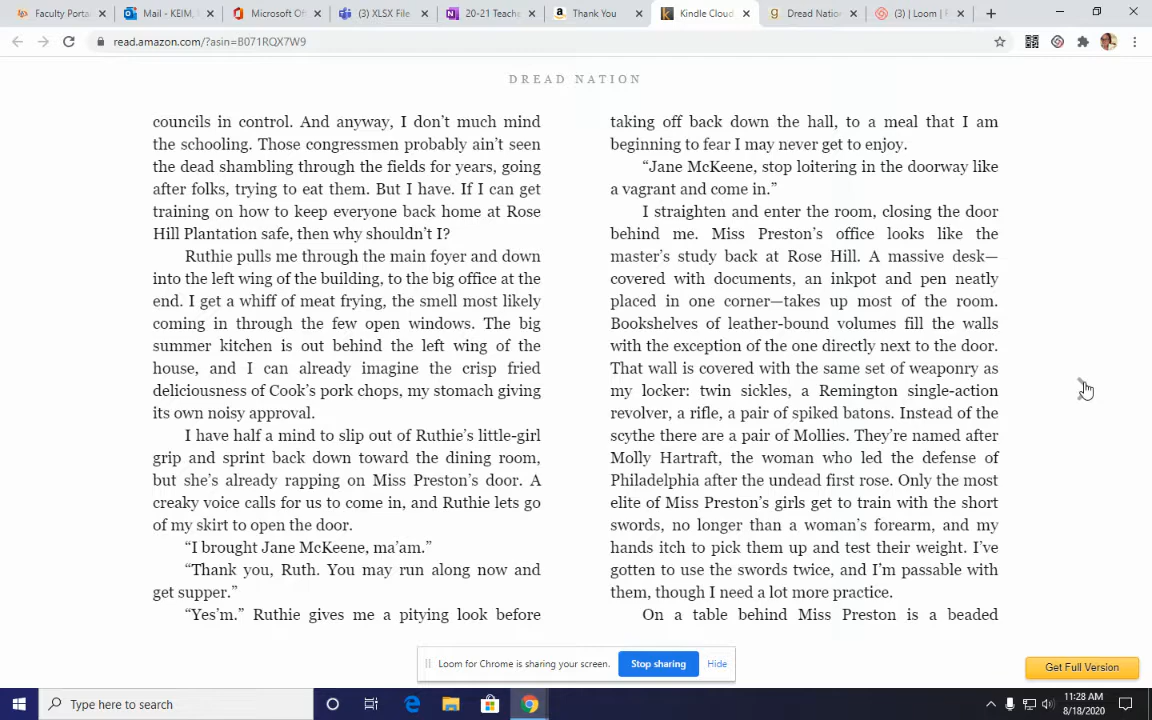 Faculty Porta
Mail - KEIM,
Microsoft Of
(3) XLSX File
20-21 Teache
Thank You
Kindle Cloud
Dread Natio
(3) | Loom |
read.amazon.com/?asin=B071RQX7W9
DREAD NATION
councils in control. And anyway, I don't much mind
the schooling. Those congressmen probably ain't seen
the dead shambling through the fields for years, going
after folks, trying to eat them. But I have. If I can get
training on how to keep everyone back home at Rose
Hill Plantation safe, then why shouldn't I?
Ruthie pulls me through the main foyer and down
into the left wing of the building, to the big office at the
end. I get a whiff of meat frying, the smell most likely
coming in through the few open windows. The big
summer kitchen is out behind the left wing of the
house, and I can already imagine the crisp fried
deliciousness of Cook's pork chops, my stomach giving
its own noisy approval.
I have half a mind to slip out of Ruthie's little-girl
grip and sprint back down toward the dining room,
but she's already rapping on Miss Preston's door. A
creaky voice calls for us to come in, and Ruthie lets go
of my skirt to open the door.
“I brought Jane McKeene, ma'am.”
“Thank you, Ruth. You may run along now and
get supper.”
“Yes'm.” Ruthie gives me a pitying look before
taking off back down the hall, to a meal that I am
beginning to fear I may never get to enjoy.
“Jane McKeene, stop loitering in the doorway like
a vagrant and come in.”
I straighten and enter the room, closing the door
behind me. Miss Preston's office looks like the
master's study back at Rose Hill. A massive desk—
covered with documents, an inkpot and pen neatly
placed in one corner—takes up most of the room.
Bookshelves of leather-bound volumes fill the walls
with the exception of the one directly next to the door.
That wall is covered with the same set of weaponry as
my locker: twin sickles, a Remington single-action
revolver, a rifle, a pair of spiked batons. Instead of the
scythe there are a pair of Mollies. They're named after
Molly Hartraft, the woman who led the defense of
Philadelphia after the undead first rose. Only the most
elite of Miss Preston's girls get to train with the short
swords, no longer than a woman's forearm, and my
hands itch to pick them up and test their weight. I've
gotten to use the swords twice, and I'm passable with
them, though I need a lot more practice.
On a table behind Miss Preston is a beaded
Loom for Chrome is sharing your screen.
Stop sharing
Hide
Get Full Version
Type here to search
11:28 AM
8/18/2020